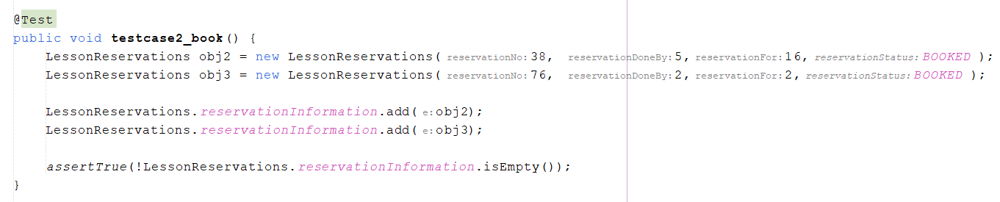 @Test
public void testcase2_book() {
LessonReservations obj2 = new LessonReservations( reservationNo: 38, reservationDoneBy: 5, reservationFor: 16, reservationStatus: BOOKED );
LessonReservations obj3 = new LessonReservations( reservationNo: 76, reservationDoneBy: 2, reservationFor: 2, reservationStatus: BOOKED );
LessonReservations.reservationInformation.add( e: obj2);
LessonReservations.reservationInformation.add( e: obj3);
assertTrue(!LessonReservations.reservationInformation.isEmpty());
}